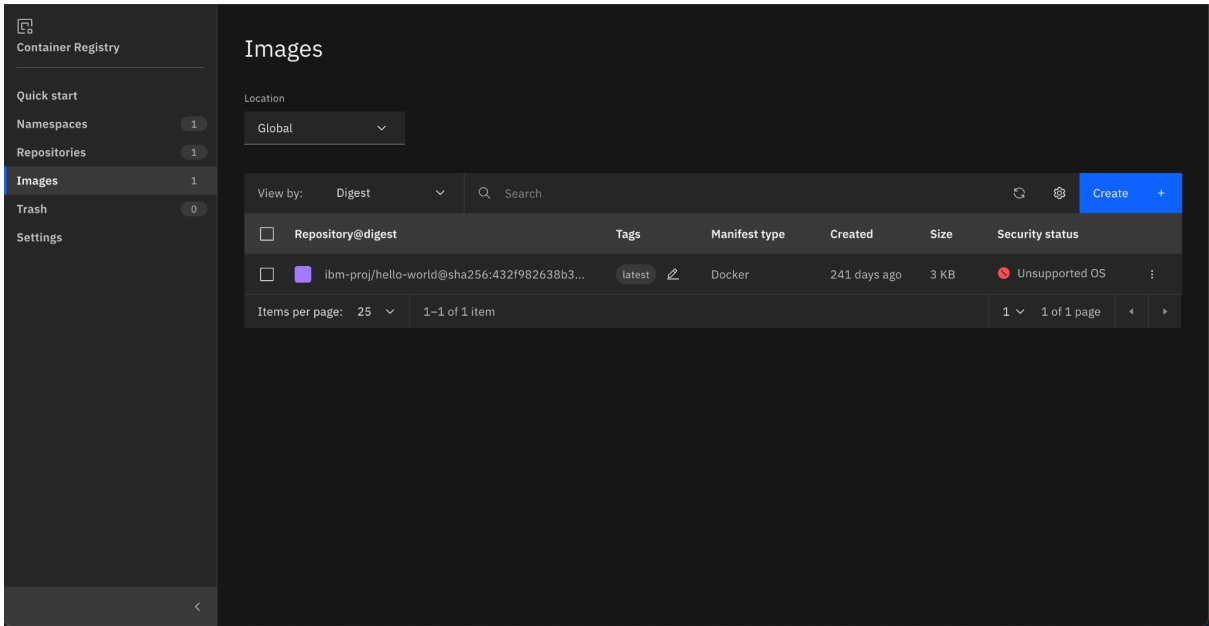 Container Registry
Quick start
Namespaces 1
Repositories 1
Images 1
Trash 0
Settings
Images
Location
Global
View by: Digest Search Create +
Repository@digest Tags Manifest type Created Size Security status
ibm-proj/hello-world@sha256:432f982638b3... latest Docker 241 days ago 3 KB Unsupported OS
Items per page: 25 1–1 of 1 item 1 1 of 1 page